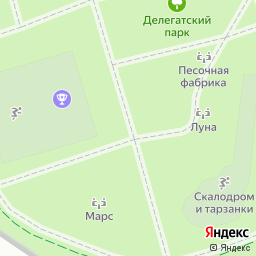 Делегатский
парк
Песочная
фабрика
Луна
Скалодром
и тарзанки
Марс
Яндекс
© Яндекс